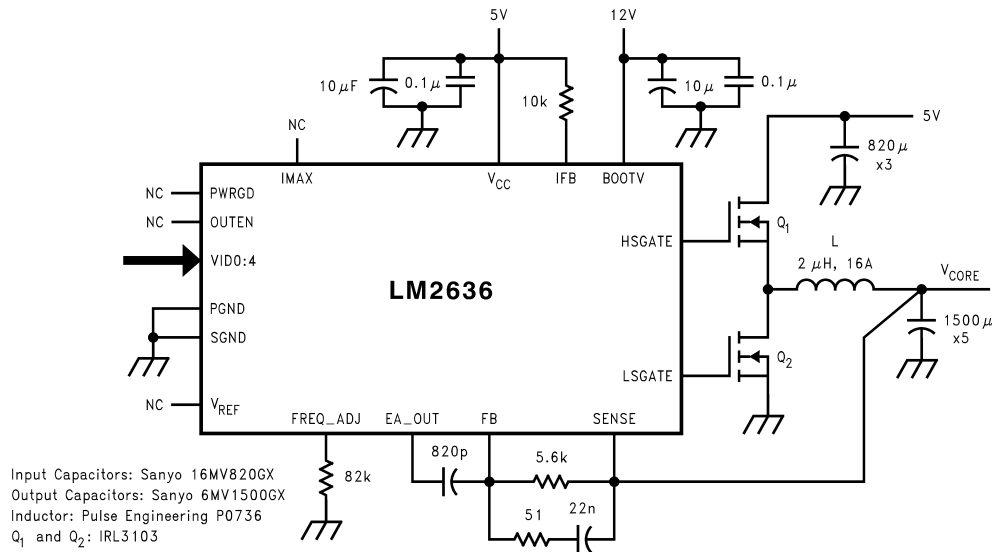 5V
12V
10μF
0.1μ
10k
10μ
0.1μ
5V
NC
820μ
x3
IMAX
VCC
IFB
BOOTV
NC
PWRGD
NC
OUTEN
HSGATE
Q1
VID0:4
L
2 μH, 16A
VCORE
LM2636
PGND
1500μ
x5
SGND
Q2
LSGATE
NC
VREF
FREQ_ADJ
EA_OUT
FB
SENSE
820p
5.6k
82k
51
22n
Input Capacitors: Sanyo 16MV820GX
Output Capacitors: Sanyo 6MV1500GX
Inductor: Pulse Engineering P0736
Q1 and Q2: IRL3103